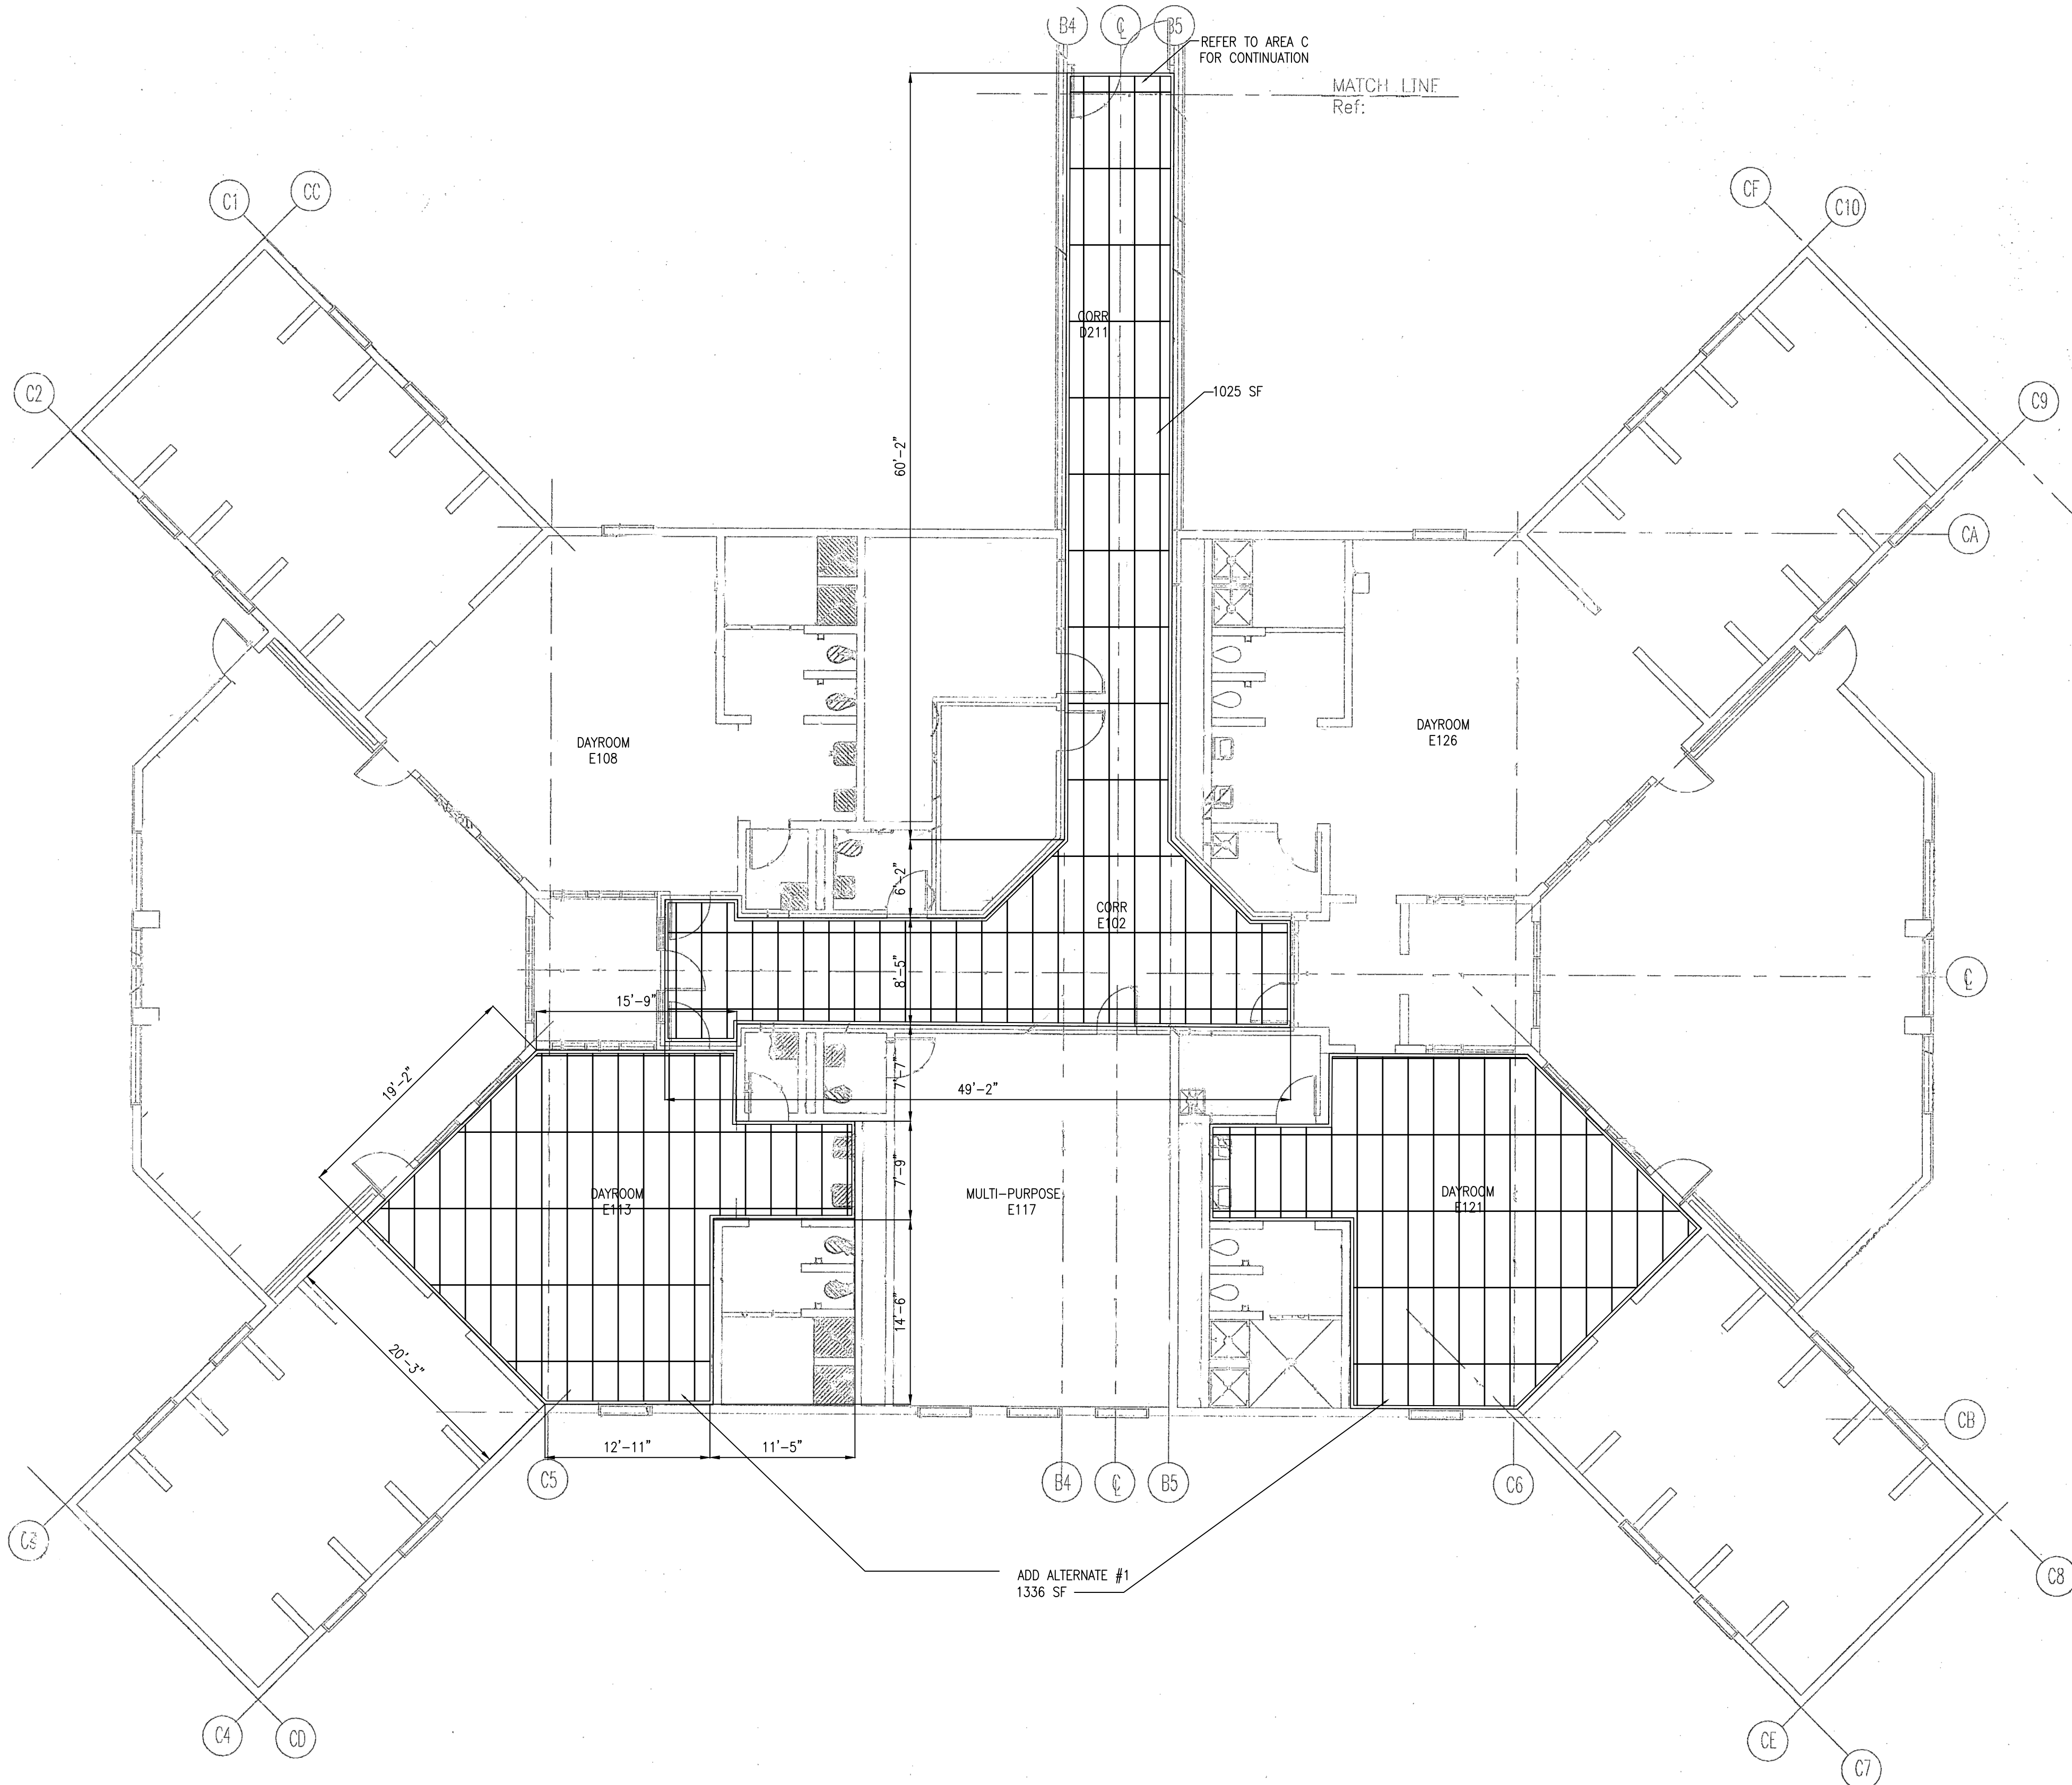 B4
℄
B5
REFER TO AREA C
FOR CONTINUATION
MATCH LINE
Ref:
C1
CC
CF
C10
C2
C9
60'-2"
CORR
D211
1025 SF
CA
DAYROOM
E108
DAYROOM
E126
6'-2"
CORR
E102
8'-5"
15'-9"
℄
19'-2"
7'-7"
49'-2"
7'-9"
DAYROOM
E113
MULTI-PURPOSE
E117
DAYROOM
E121
14'-6"
20'-3"
12'-11"
11'-5"
CB
C5
B4
℄
B5
C6
C3
ADD ALTERNATE #1
1336 SF
C8
C4
CD
CE
C7